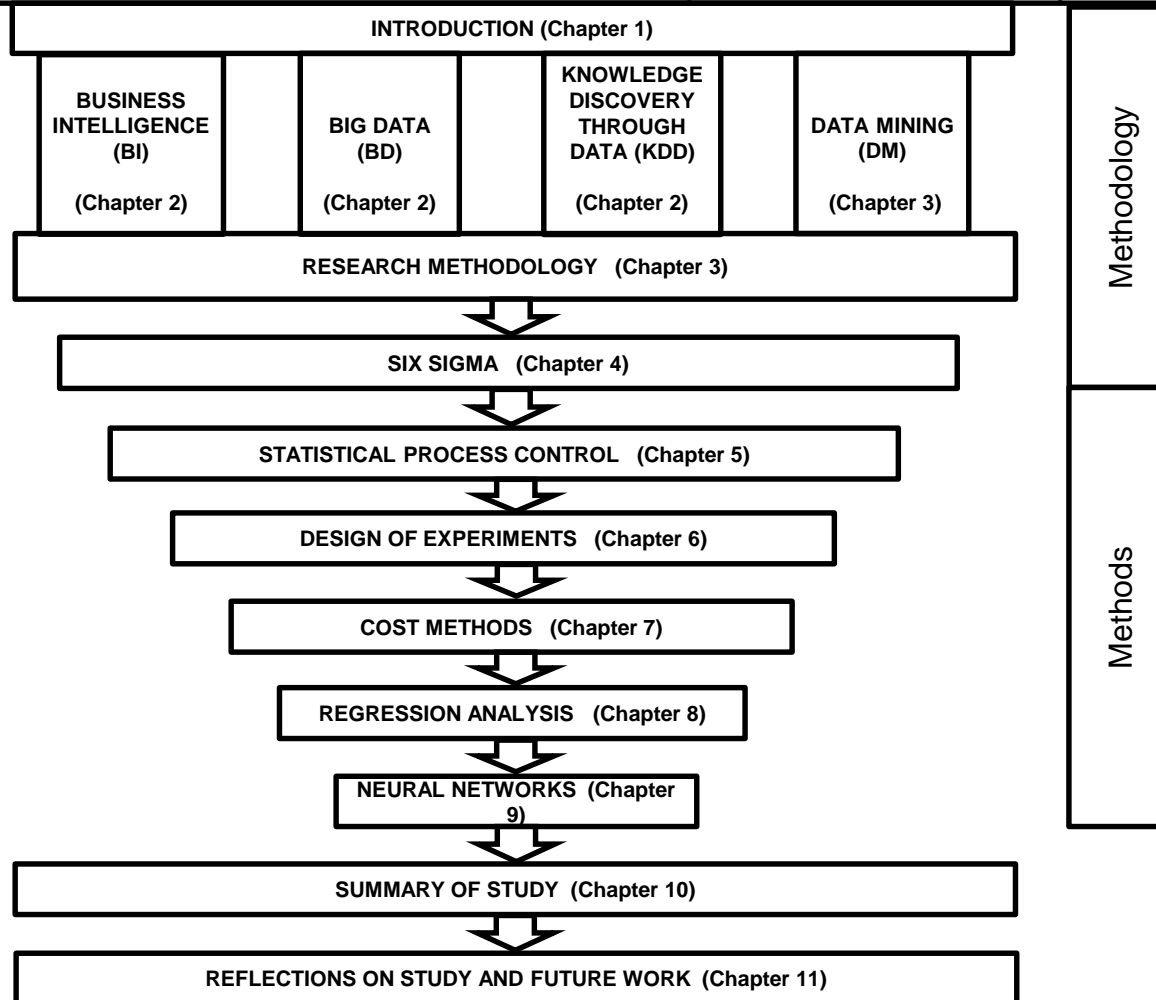 INTRODUCTION (Chapter 1)
BUSINESS
INTELLIGENCE
(BI)
(Chapter 2)
BIG DATA
(BD)
(Chapter 2)
KNOWLEDGE
DISCOVERY
THROUGH
DATA (KDD)
(Chapter 2)
DATA MINING
(DM)
(Chapter 3)
RESEARCH METHODOLOGY (Chapter 3)
SIX SIGMA (Chapter 4)
STATISTICAL PROCESS CONTROL (Chapter 5)
DESIGN OF EXPERIMENTS (Chapter 6)
COST METHODS (Chapter 7)
REGRESSION ANALYSIS (Chapter 8)
NEURAL NETWORKS (Chapter
9)
SUMMARY OF STUDY (Chapter 10)
REFLECTIONS ON STUDY AND FUTURE WORK (Chapter 11)
Methodology
Methods